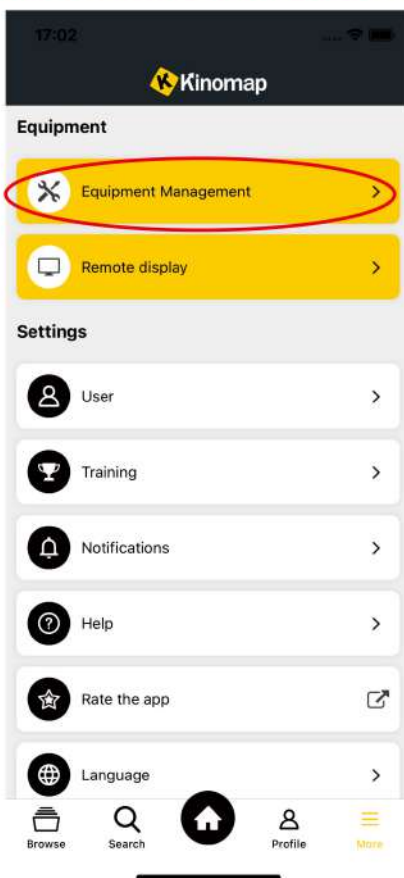 17:02
Kinomap
Equipment
Equipment Management
Remote display
Settings
User
Training
Notifications
Help
Rate the app
Language
Browse
Search
Profile
More